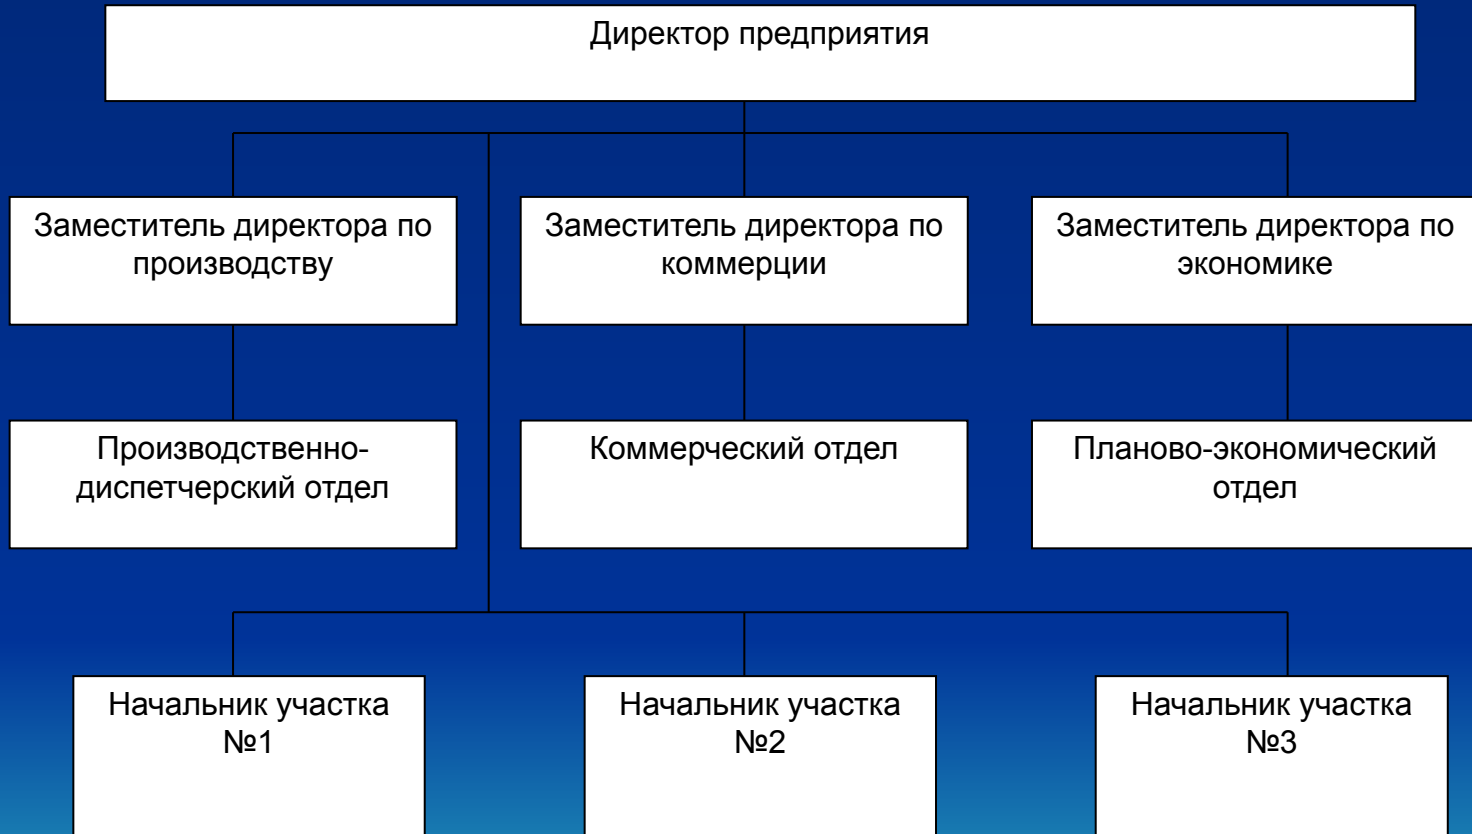 Директор предприятия
Заместитель директора по
производству
Заместитель директора по
коммерции
Заместитель директора по
экономике
Производственно-
диспетчерский отдел
Коммерческий отдел
Планово-экономический
отдел
Начальник участка
№1
Начальник участка
№2
Начальник участка
№3